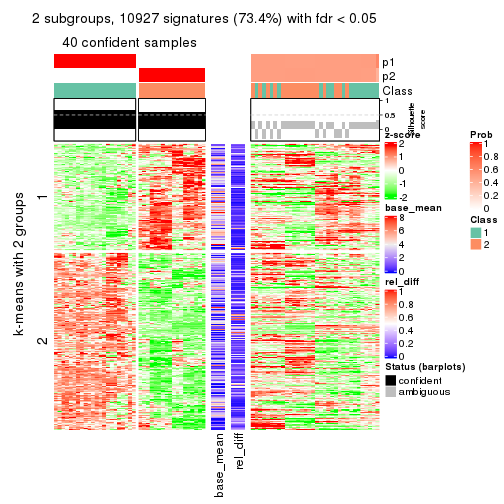 2 subgroups, 10927 signatures (73.4%) with fdr < 0.05
40 confident samples
p1
p2
Class
1
0.5
0
Silhouette
score
k-means with 2 groups
1
2
base_mean
rel_diff
z-score
2
1
0
-1
-2
base_mean
8
6
4
2
0
rel_diff
1
0.8
0.6
0.4
0.2
0
Status (barplots)
confident
ambiguous
Prob
1
0.8
0.6
0.4
0.2
0
Class
1
2